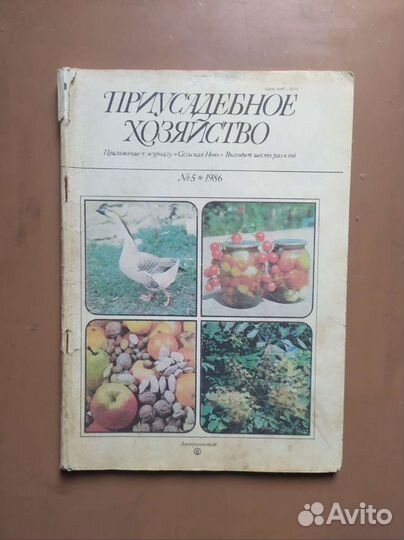 ПРИУСАДЕБНОЕ
ХОЗЯЙСТВО
Приложение к журналу «Сельская Новь» Выходит шесть раз в год
№5 * 1986
Агропромиздат
Avito